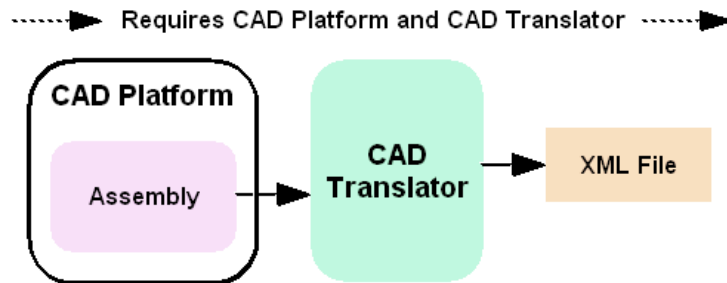 Requires CAD Platform and CAD Translator
CAD Platform
Assembly
CAD
Translator
XML File